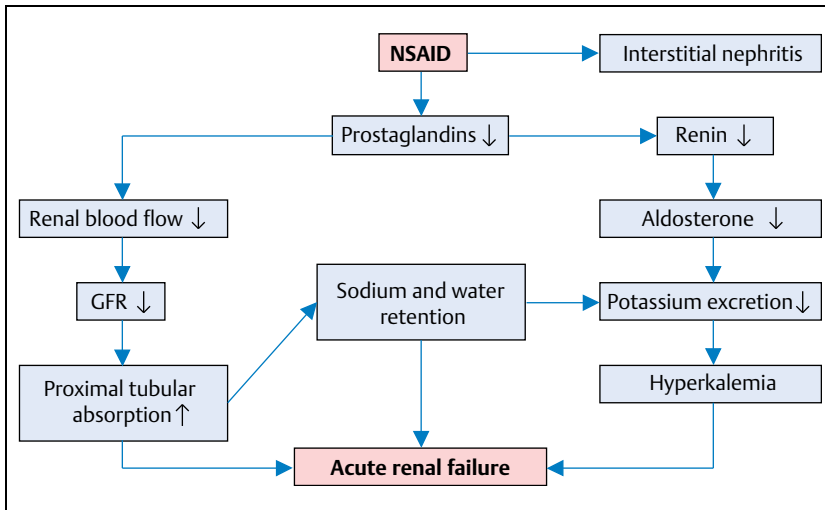 NSAID
Interstitial nephritis
Prostaglandins ↓
Renin ↓
Renal blood flow ↓
Aldosterone ↓
GFR ↓
Sodium and water
retention
Potassium excretion ↓
Proximal tubular
absorption ↑
Hyperkalemia
Acute renal failure